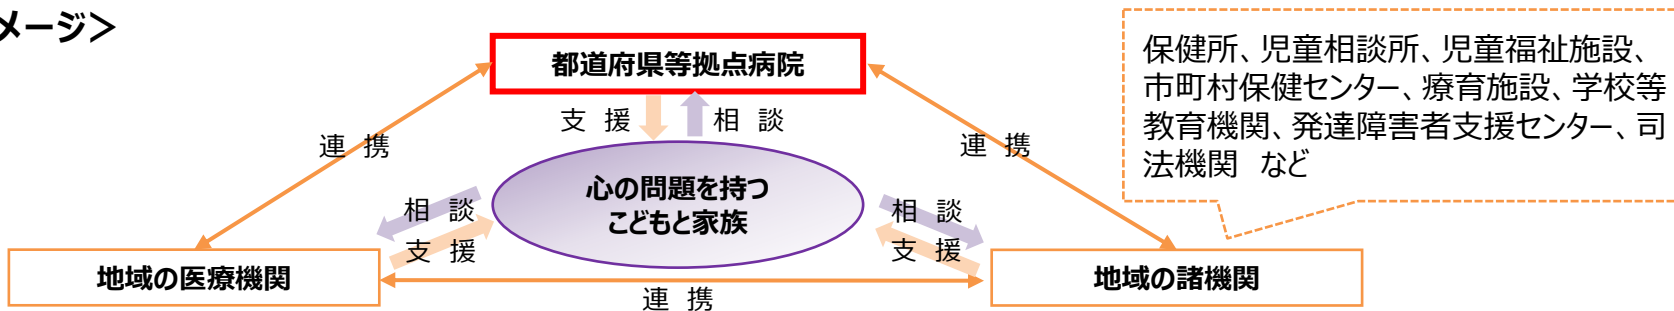 メージ＞
都道府県等拠点病院
保健所、児童相談所、児童福祉施設、
市町村保健センター、療育施設、学校等
教育機関、発達障害者支援センター、司
法機関　など
支　援
相　談
連　携
連　携
心の問題を持つ
こどもと家族
相　談
支　援
相　談
支　援
地域の医療機関
地域の諸機関
連　携